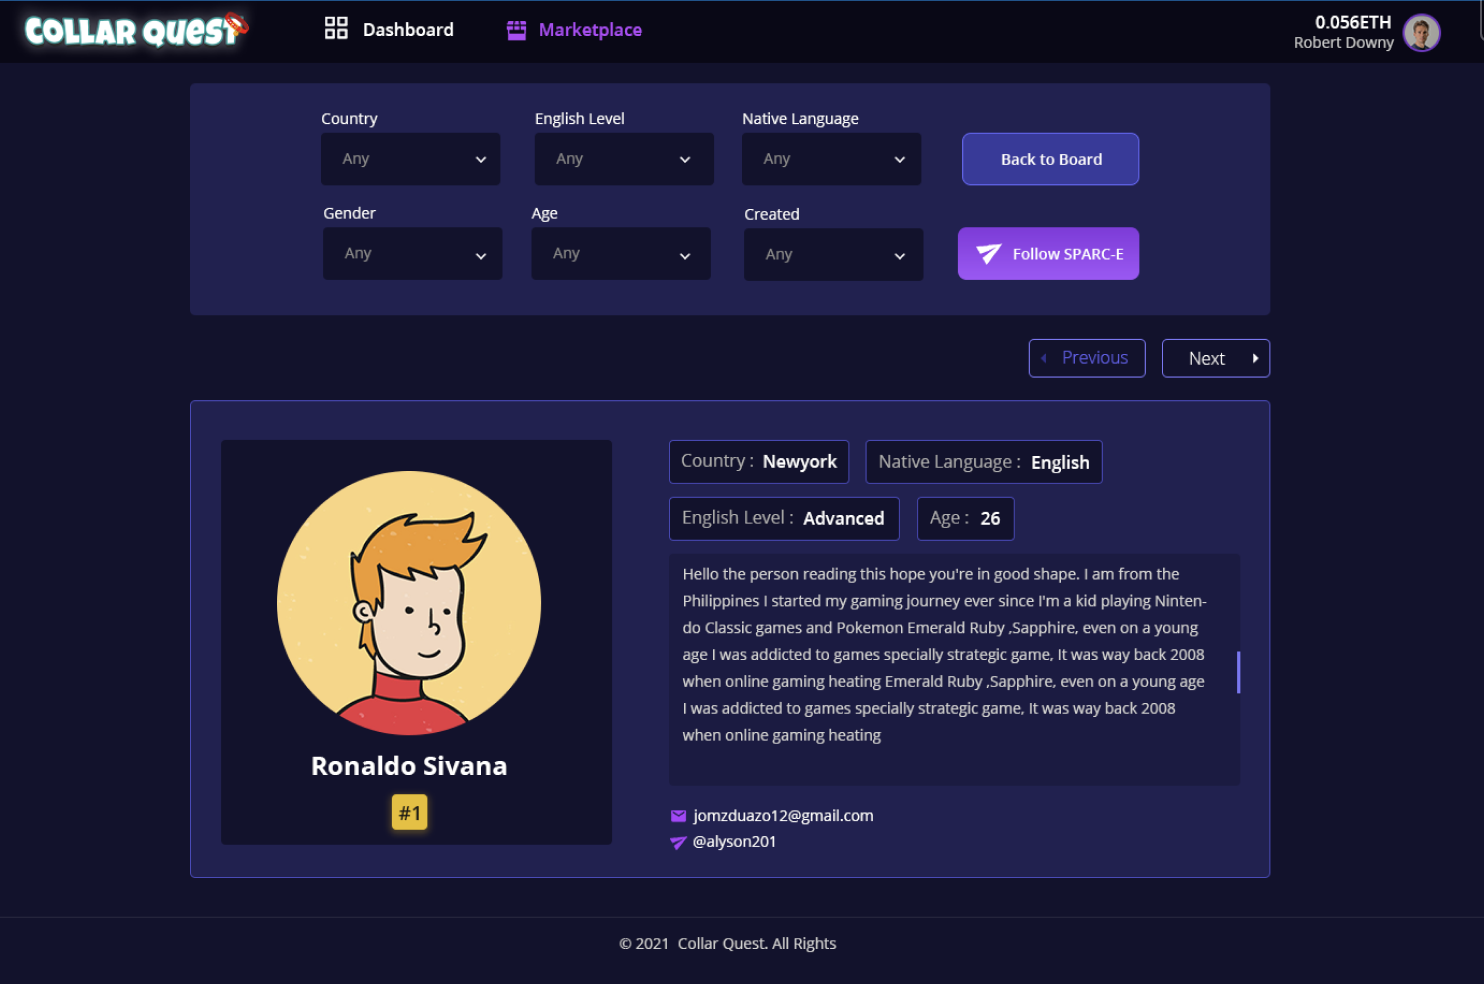 COLLAR QUEST
Dashboard
Marketplace
0.056ETH
Robert Downy
Country
English Level
Native Language
Any
Any
Any
Back to Board
Gender
Age
Created
Any
Any
Any
Follow SPARC-E
Previous
Next
Country : Newyork
Native Language : English
English Level : Advanced
Age : 26
Hello the person reading this hope you're in good shape. I am from the
Philippines I started my gaming journey ever since I'm a kid playing Ninten-
do Classic games and Pokemon Emerald Ruby ,Sapphire, even on a young
age I was addicted to games specially strategic game, It was way back 2008
when online gaming heating Emerald Ruby ,Sapphire, even on a young age
I was addicted to games specially strategic game, It was way back 2008
when online gaming heating
Ronaldo Sivana
#1
jomzduazo12@gmail.com
@alyson201
© 2021 Collar Quest. All Rights